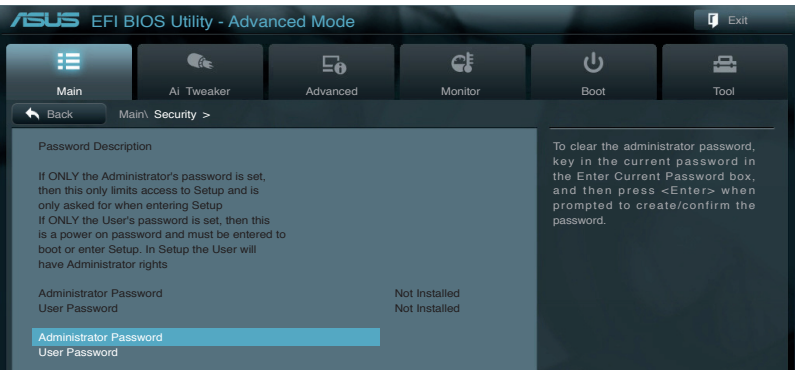 ASUS EFI BIOS Utility - Advanced Mode
Exit
Main
Ai Tweaker
Advanced
Monitor
Boot
Tool
Back
Main\ Security >
Password Description
If ONLY the Administrator's password is set,
then this only limits access to Setup and is
only asked for when entering Setup
If ONLY the User's password is set, then this
is a power on password and must be entered to
boot or enter Setup. In Setup the User will
have Administrator rights
Administrator Password Not Installed
User Password Not Installed
Administrator Password
User Password
To clear the administrator password,
key in the current password in
the Enter Current Password box,
and then press <Enter> when
prompted to create/confirm the
password.